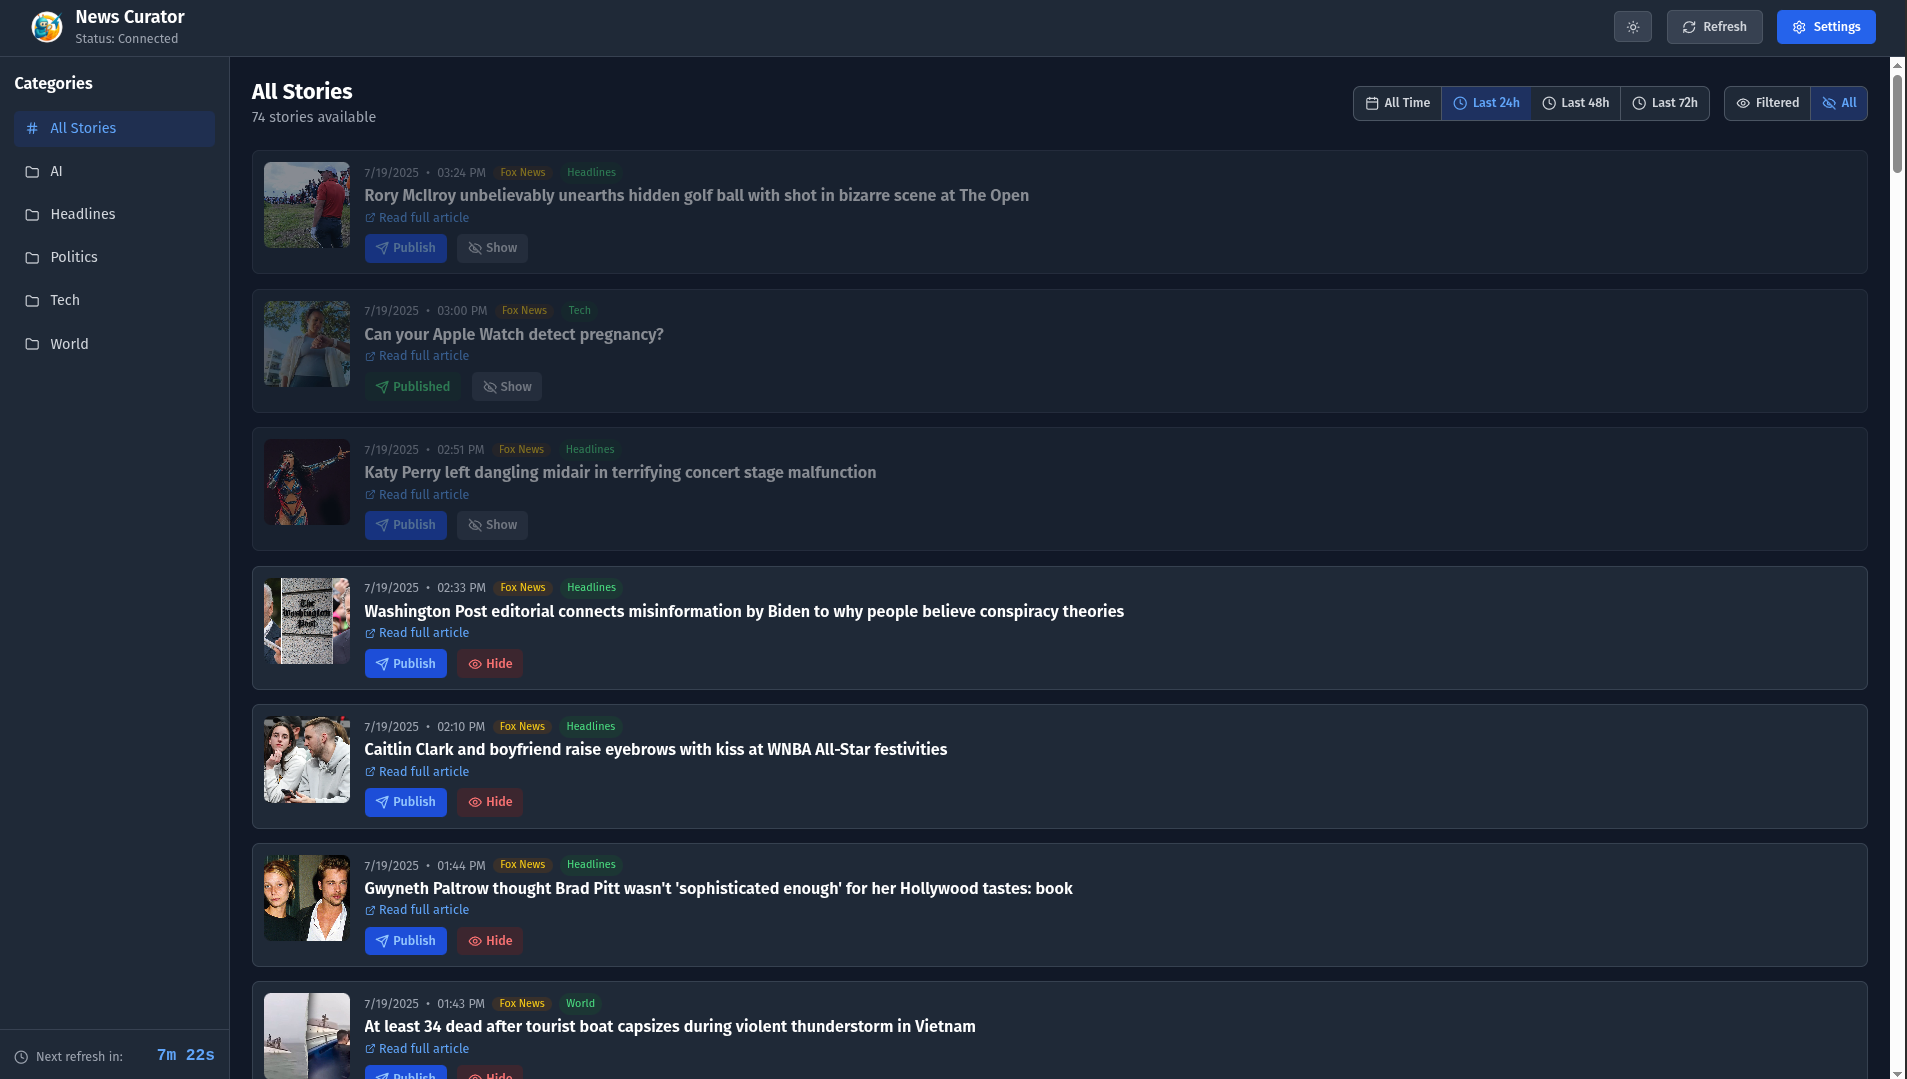 News Curator
Status: Connected
Refresh
Settings
Categories
All Stories
AI
Headlines
Politics
Tech
World
Next refresh in: 7m 22s
All Stories
74 stories available
All Time
Last 24h
Last 48h
Last 72h
Filtered
All
7/19/2025 • 03:24 PM Fox News Headlines
Rory McIlroy unbelievably unearths hidden golf ball with shot in bizarre scene at The Open
Read full article
Publish Show
7/19/2025 • 03:00 PM Fox News Tech
Can your Apple Watch detect pregnancy?
Read full article
Published Show
7/19/2025 • 02:51 PM Fox News Headlines
Katy Perry left dangling midair in terrifying concert stage malfunction
Read full article
Publish Show
7/19/2025 • 02:33 PM Fox News Headlines
The
Washington
Post
Washington Post editorial connects misinformation by Biden to why people believe conspiracy theories
Read full article
Publish Hide
7/19/2025 • 02:10 PM Fox News Headlines
Caitlin Clark and boyfriend raise eyebrows with kiss at WNBA All-Star festivities
Read full article
Publish Hide
7/19/2025 • 01:44 PM Fox News Headlines
Gwyneth Paltrow thought Brad Pitt wasn't 'sophisticated enough' for her Hollywood tastes: book
Read full article
Publish Hide
7/19/2025 • 01:43 PM Fox News World
At least 34 dead after tourist boat capsizes during violent thunderstorm in Vietnam
Read full article
Publish Hide